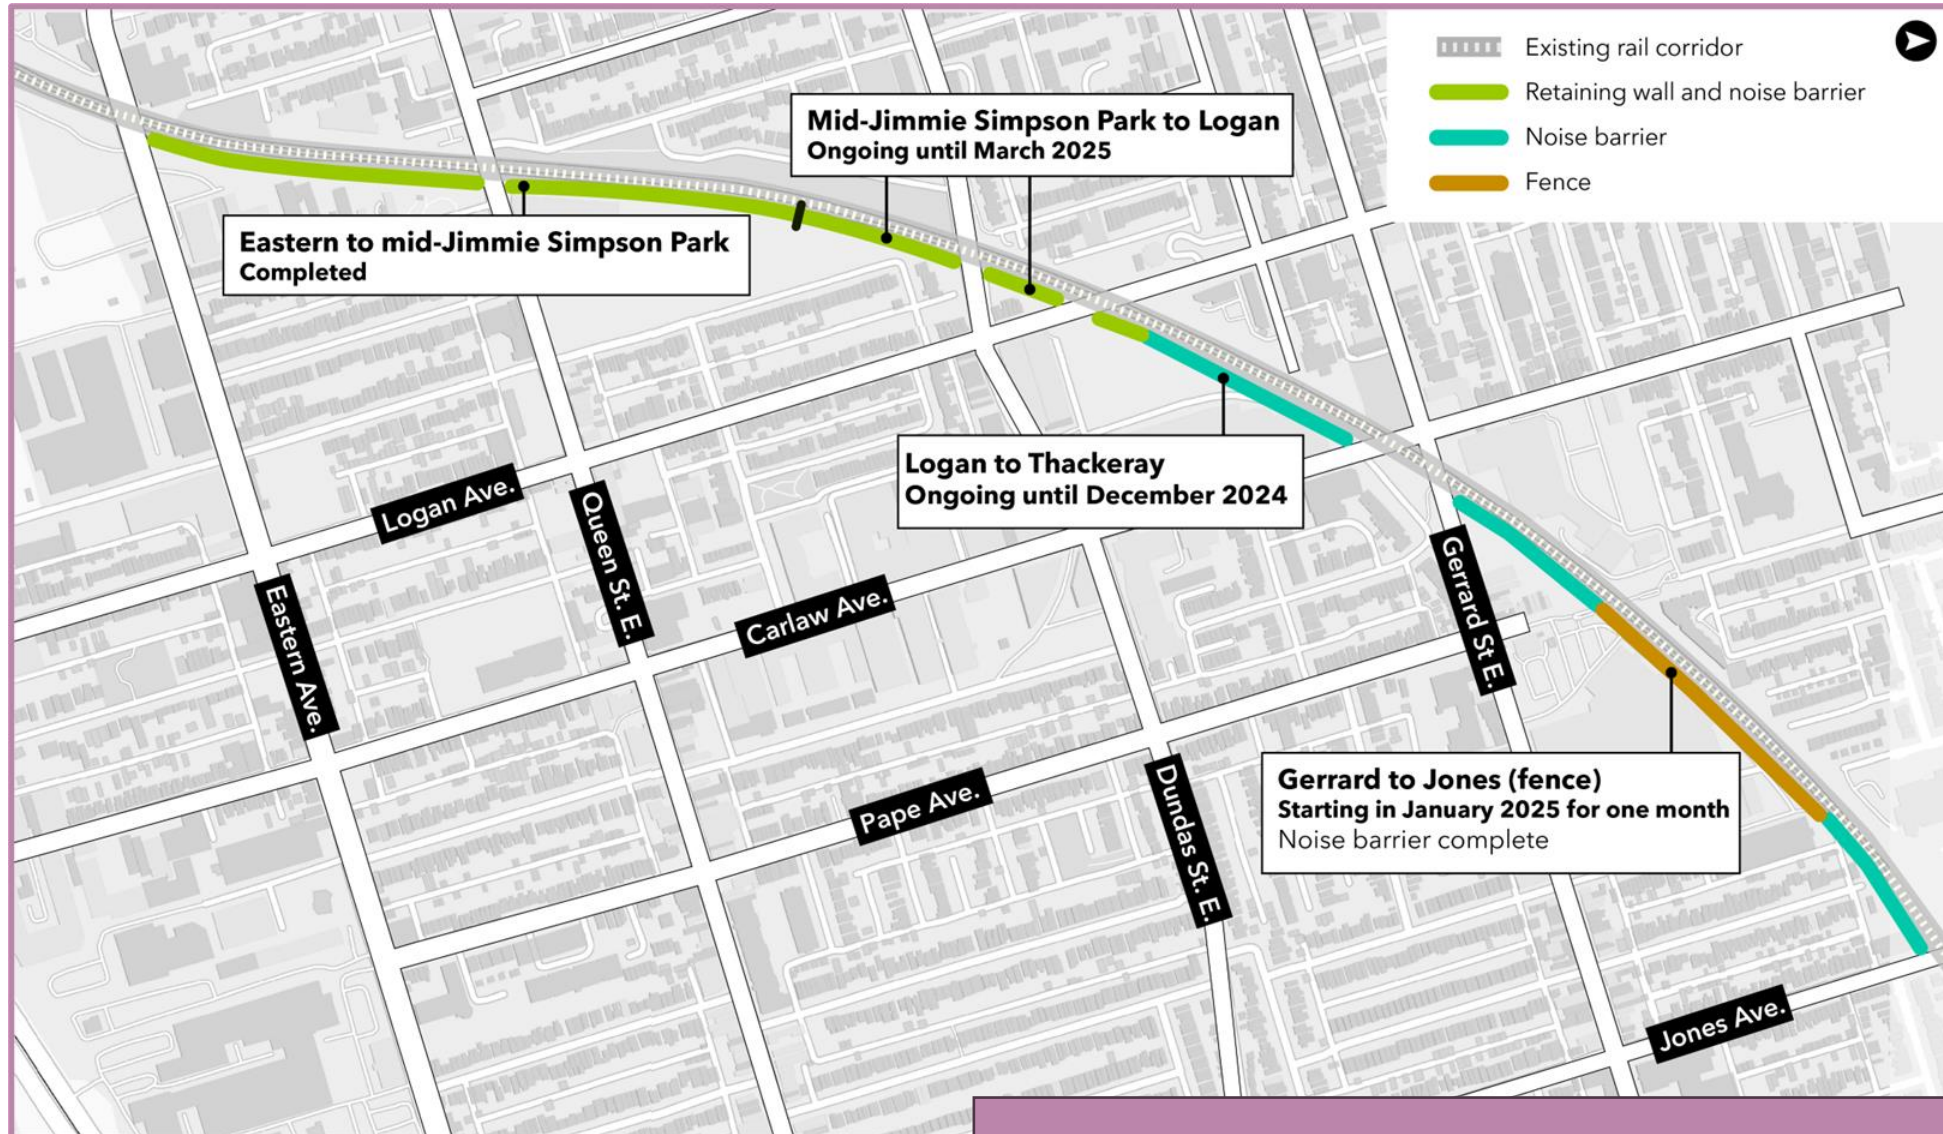 Existing rail corridor
Retaining wall and noise barrier
Noise barrier
Fence
Mid-Jimmie Simpson Park to Logan
Ongoing until March 2025
Eastern to mid-Jimmie Simpson Park
Completed
Logan to Thackeray
Ongoing until December 2024
Logan Ave.
Queen St. E.
Eastern Ave.
Carlaw Ave.
Gerrard St E.
Pape Ave.
Dundas St. E.
Gerrard to Jones (fence)
Starting in January 2025 for one month
Noise barrier complete
Jones Ave.